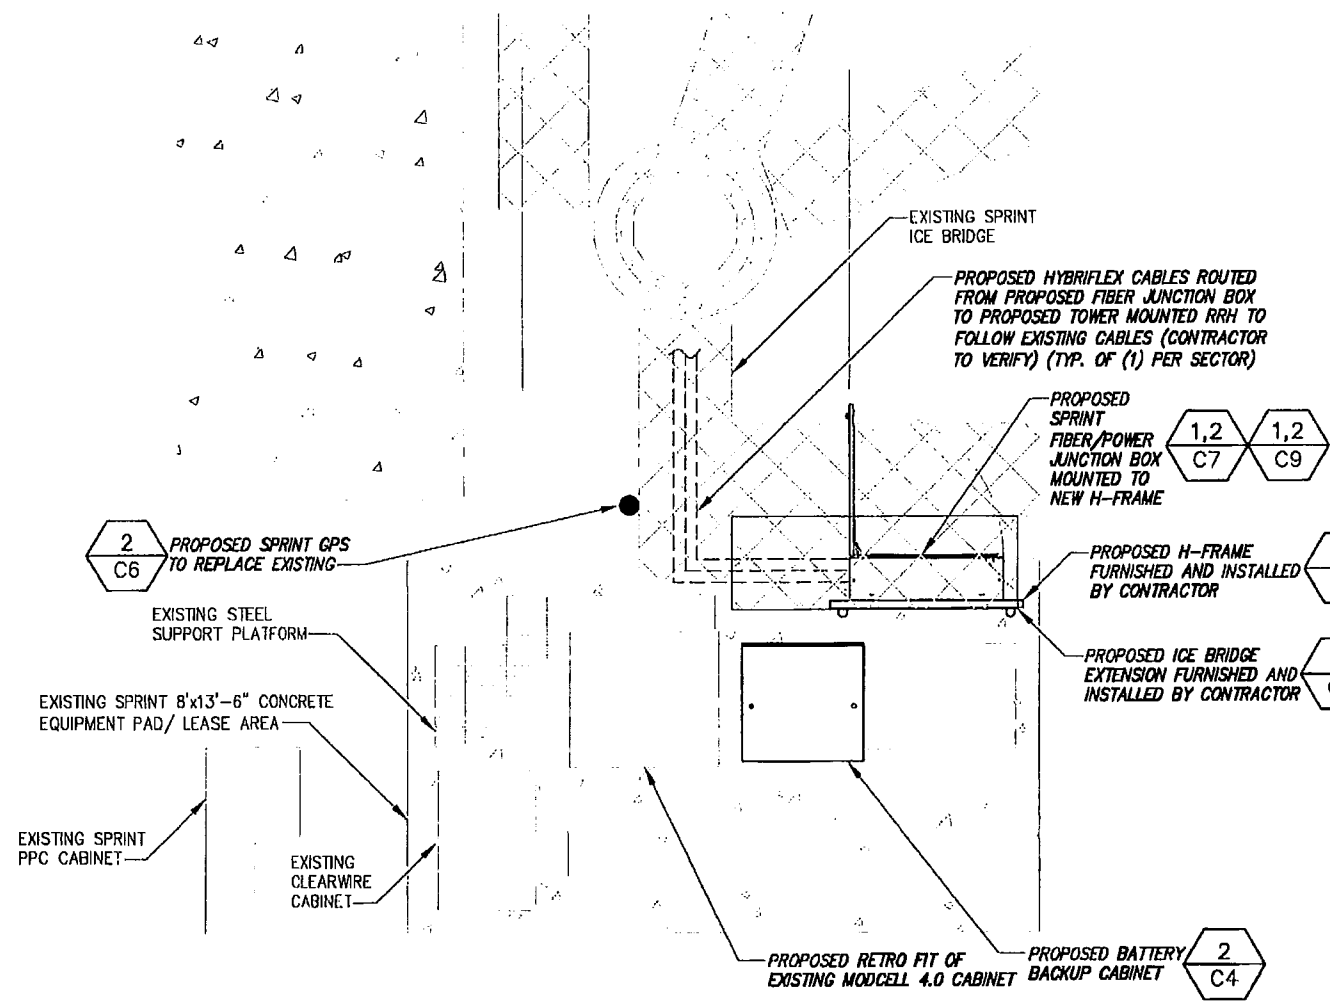 EXISTING SPRINT
ICE BRIDGE
PROPOSED HYBRIFLEX CABLES ROUTED
FROM PROPOSED FIBER JUNCTION BOX
TO PROPOSED TOWER MOUNTED RRH TO
FOLLOW EXISTING CABLES (CONTRACTOR
TO VERIFY) (TYP. OF (1) PER SECTOR)
PROPOSED
SPRINT
FIBER/POWER
JUNCTION BOX
MOUNTED TO
NEW H-FRAME
1,2
C7
1,2
C9
2
C6
PROPOSED SPRINT GPS
TO REPLACE EXISTING
PROPOSED H-FRAME
FURNISHED AND INSTALLED
BY CONTRACTOR
EXISTING STEEL
SUPPORT PLATFORM
PROPOSED ICE BRIDGE
EXTENSION FURNISHED AND
INSTALLED BY CONTRACTOR
EXISTING SPRINT 8'x13'-6" CONCRETE
EQUIPMENT PAD/ LEASE AREA
EXISTING SPRINT
PPC CABINET
EXISTING
CLEARWIRE
CABINET
PROPOSED RETRO FIT OF
EXISTING MODCELL 4.0 CABINET
PROPOSED BATTERY
BACKUP CABINET
2
C4